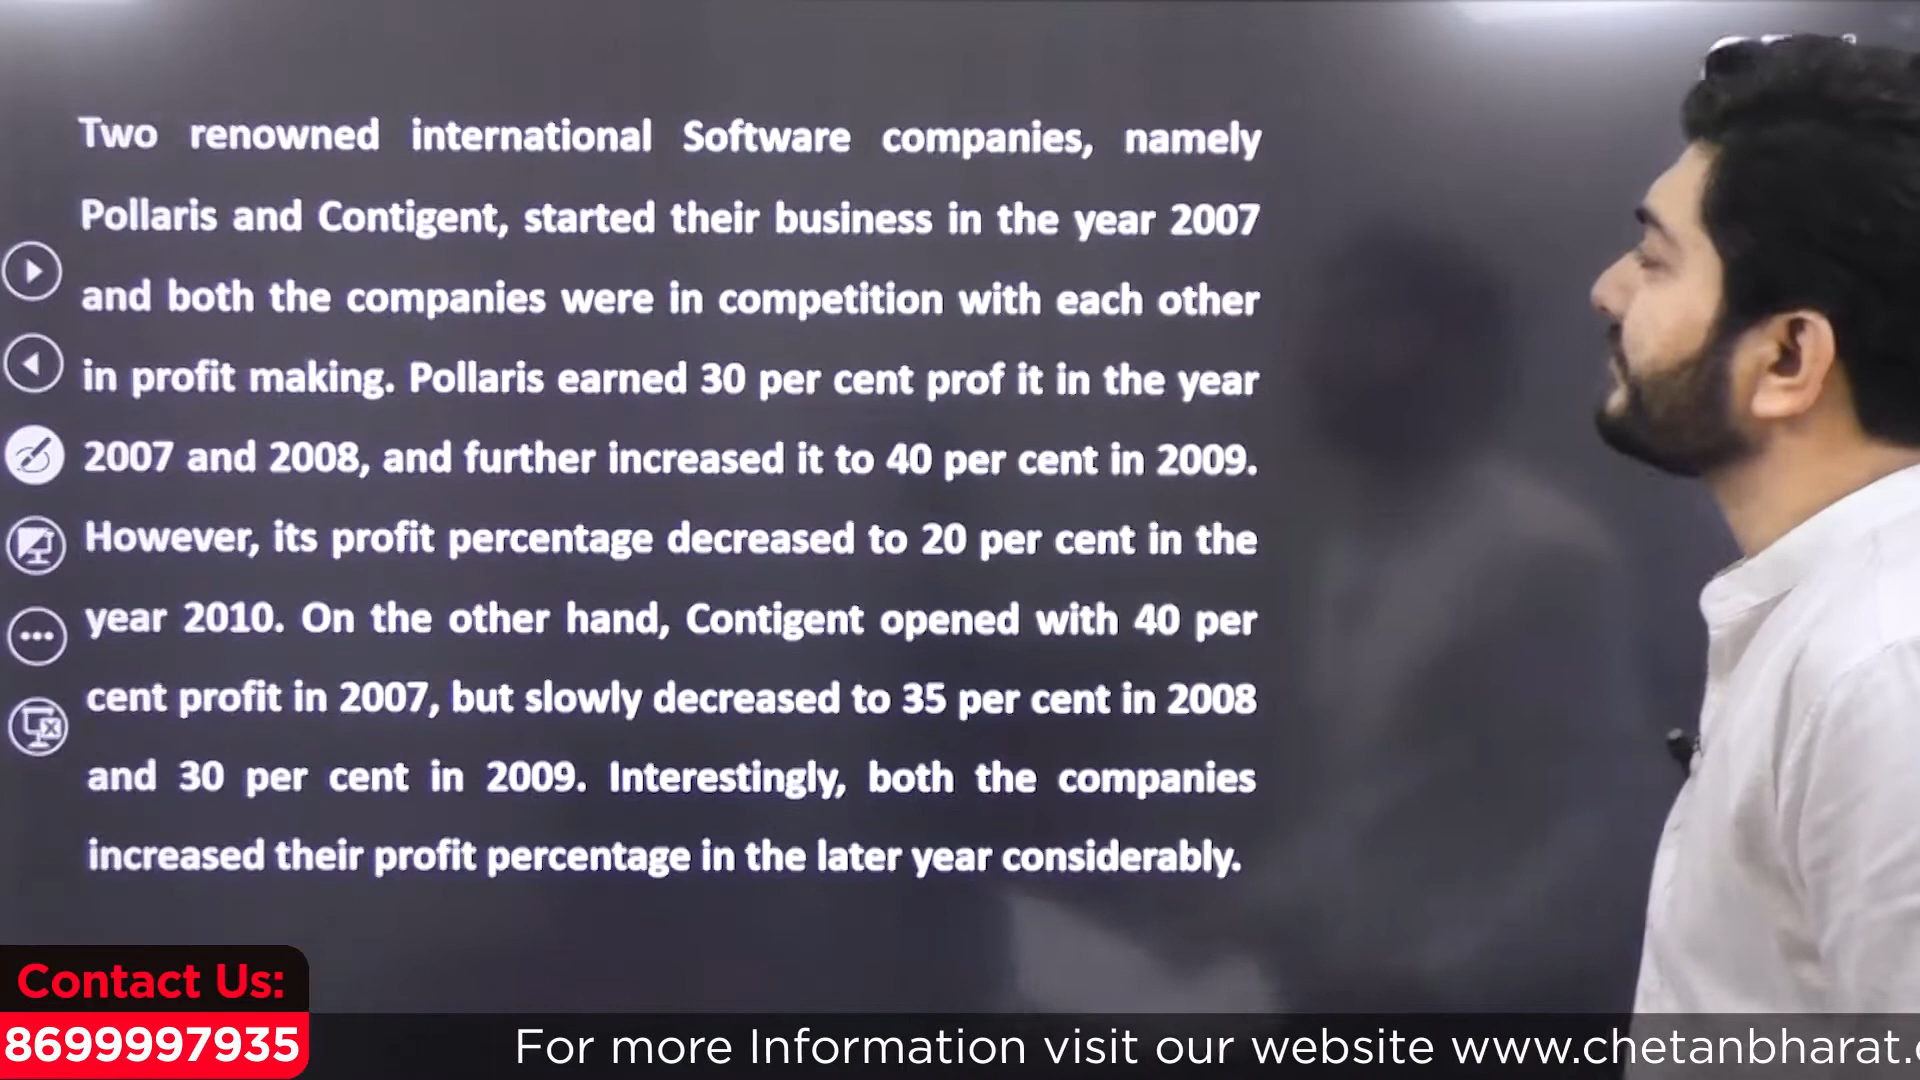 Two renowned international Software companies, namely
Pollaris and Contigent, started their business in the year 2007
and both the companies were in competition with each other
in profit making. Pollaris earned 30 per cent prof it in the year
2007 and 2008, and further increased it to 40 per cent in 2009.
However, its profit percentage decreased to 20 per cent in the
year 2010. On the other hand, Contigent opened with 40 per
cent profit in 2007, but slowly decreased to 35 per cent in 2008
and 30 per cent in 2009. Interestingly, both the companies
increased their profit percentage in the later year considerably.
Contact Us:
8699997935
For more Information visit our website www.chetanbharat.